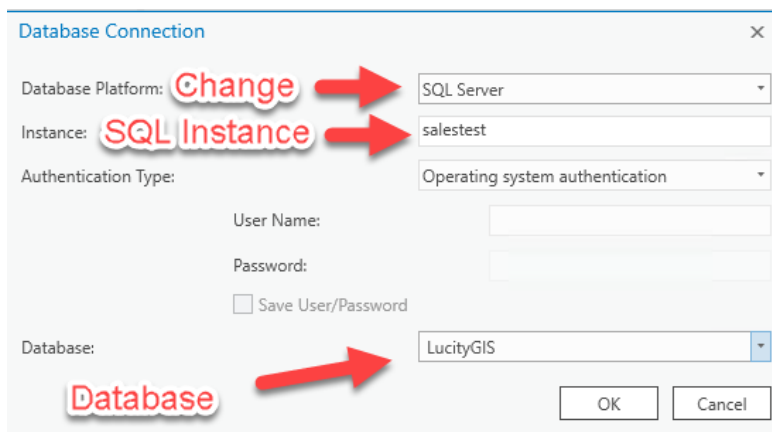 Database Connection
Database Platform: Change SQL Server
Instance: SQL Instance salestest
Authentication Type: Operating system authentication
User Name:
Password:
Save User/Password
Database: LucityGIS
Database
OK Cancel